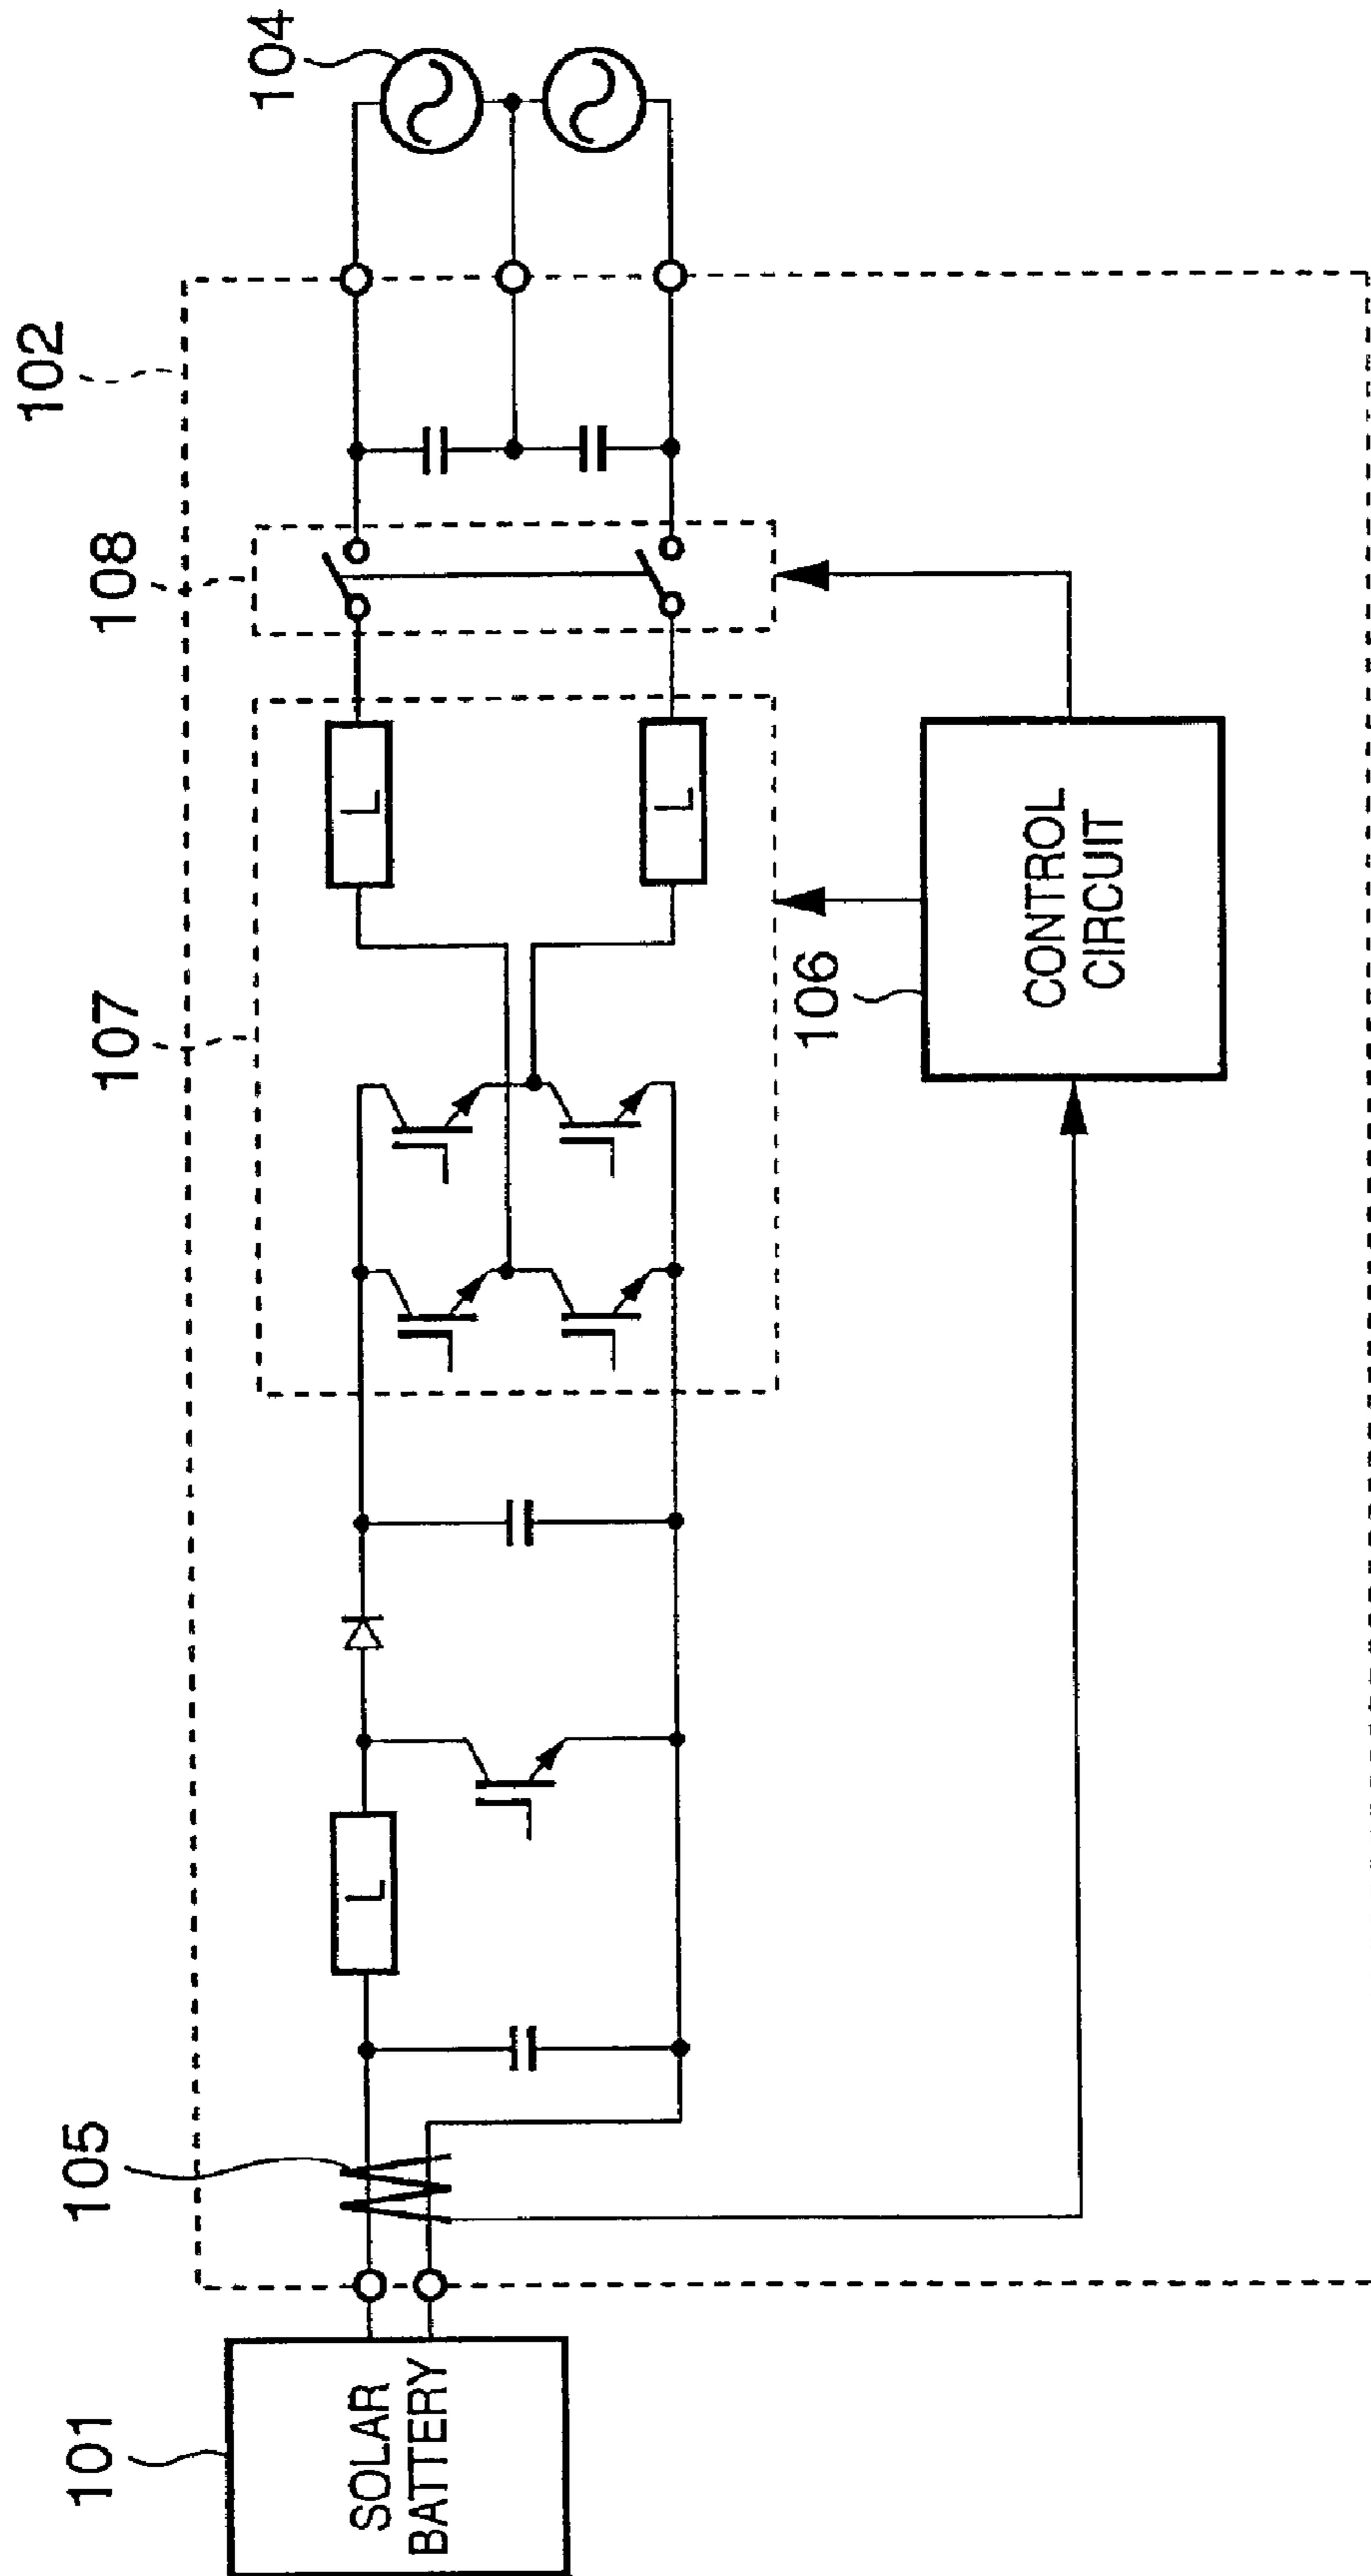 102
104
108
107
105
101
L
L
L
106
SOLAR
BATTERY
CONTROL
CIRCUIT